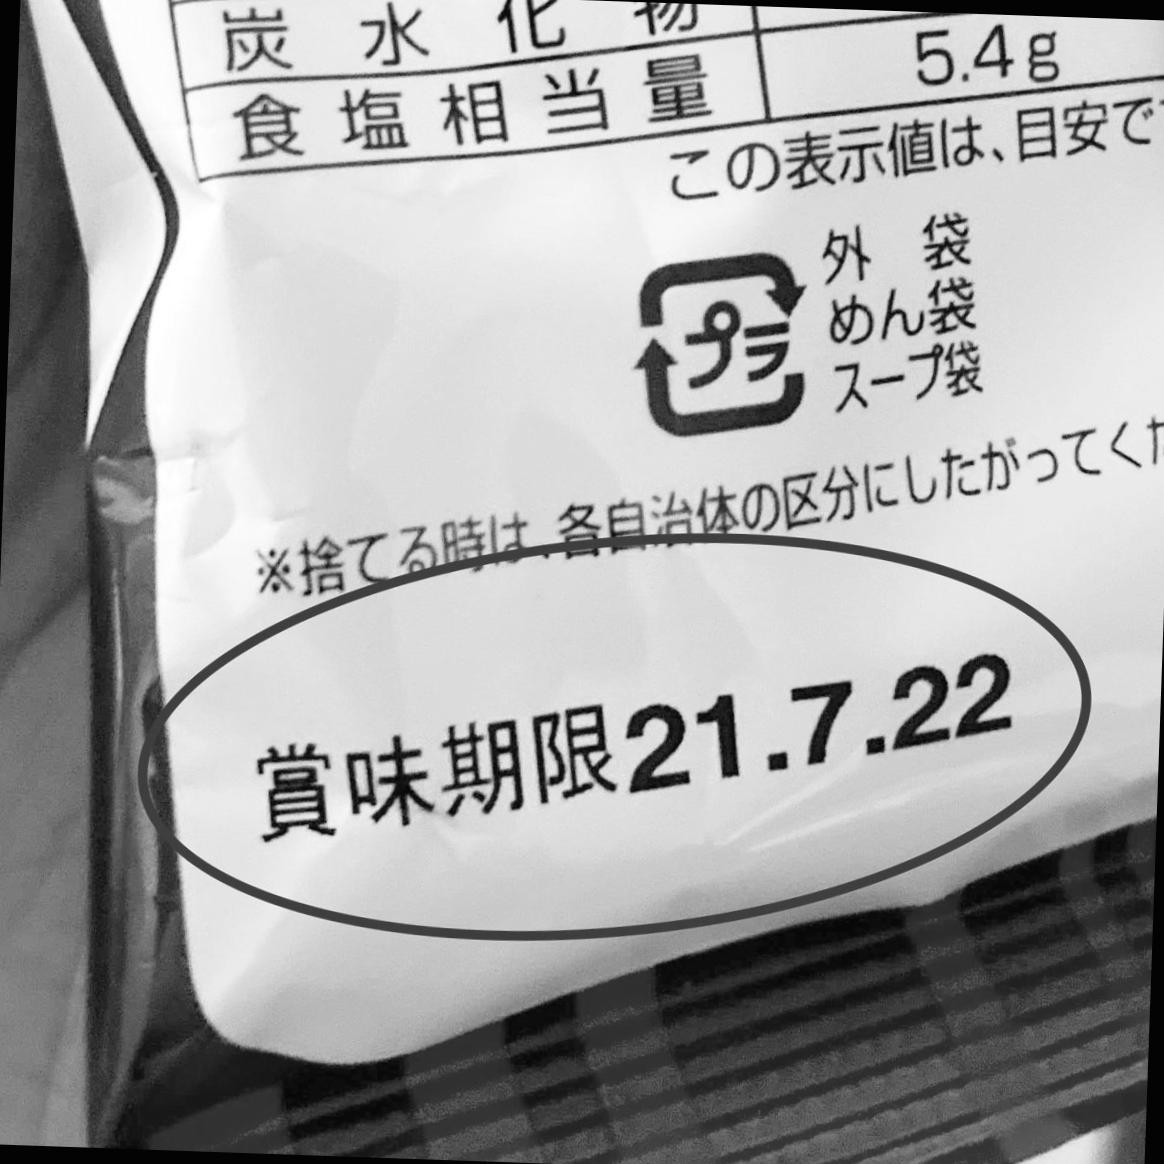 炭水化物
食塩相当量 5.4g
この表示値は、目安で
プラ
外袋
めん袋
スープ袋
※捨てる時は、各自治体の区分にしたがってくだ
賞味期限21.7.22